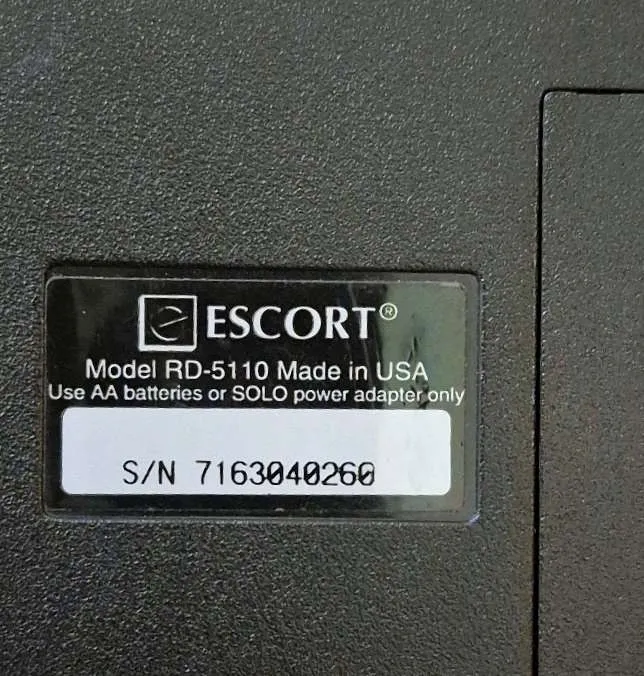 e ESCORT®
Model RD-5110 Made in USA
Use AA batteries or SOLO power adapter only
S/N 7163040260